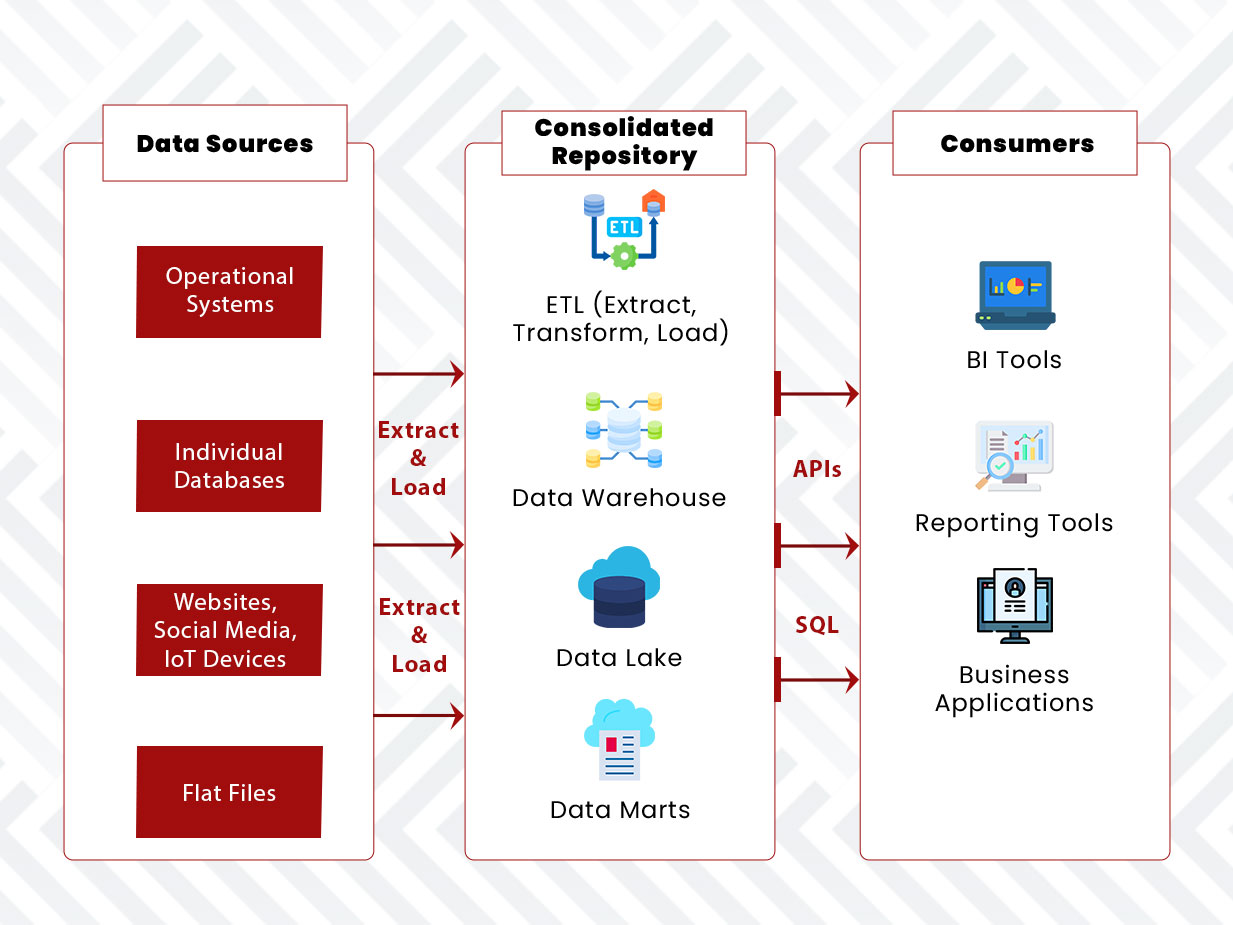 Data Sources
Operational
Systems
Individual
Databases
Websites,
Social Media,
IoT Devices
Flat Files
Extract
&
Load
Extract
&
Load
Consolidated
Repository
ETL
ETL (Extract,
Transform, Load)
Data Warehouse
Data Lake
Data Marts
APIs
SQL
Consumers
BI Tools
Reporting Tools
Business
Applications